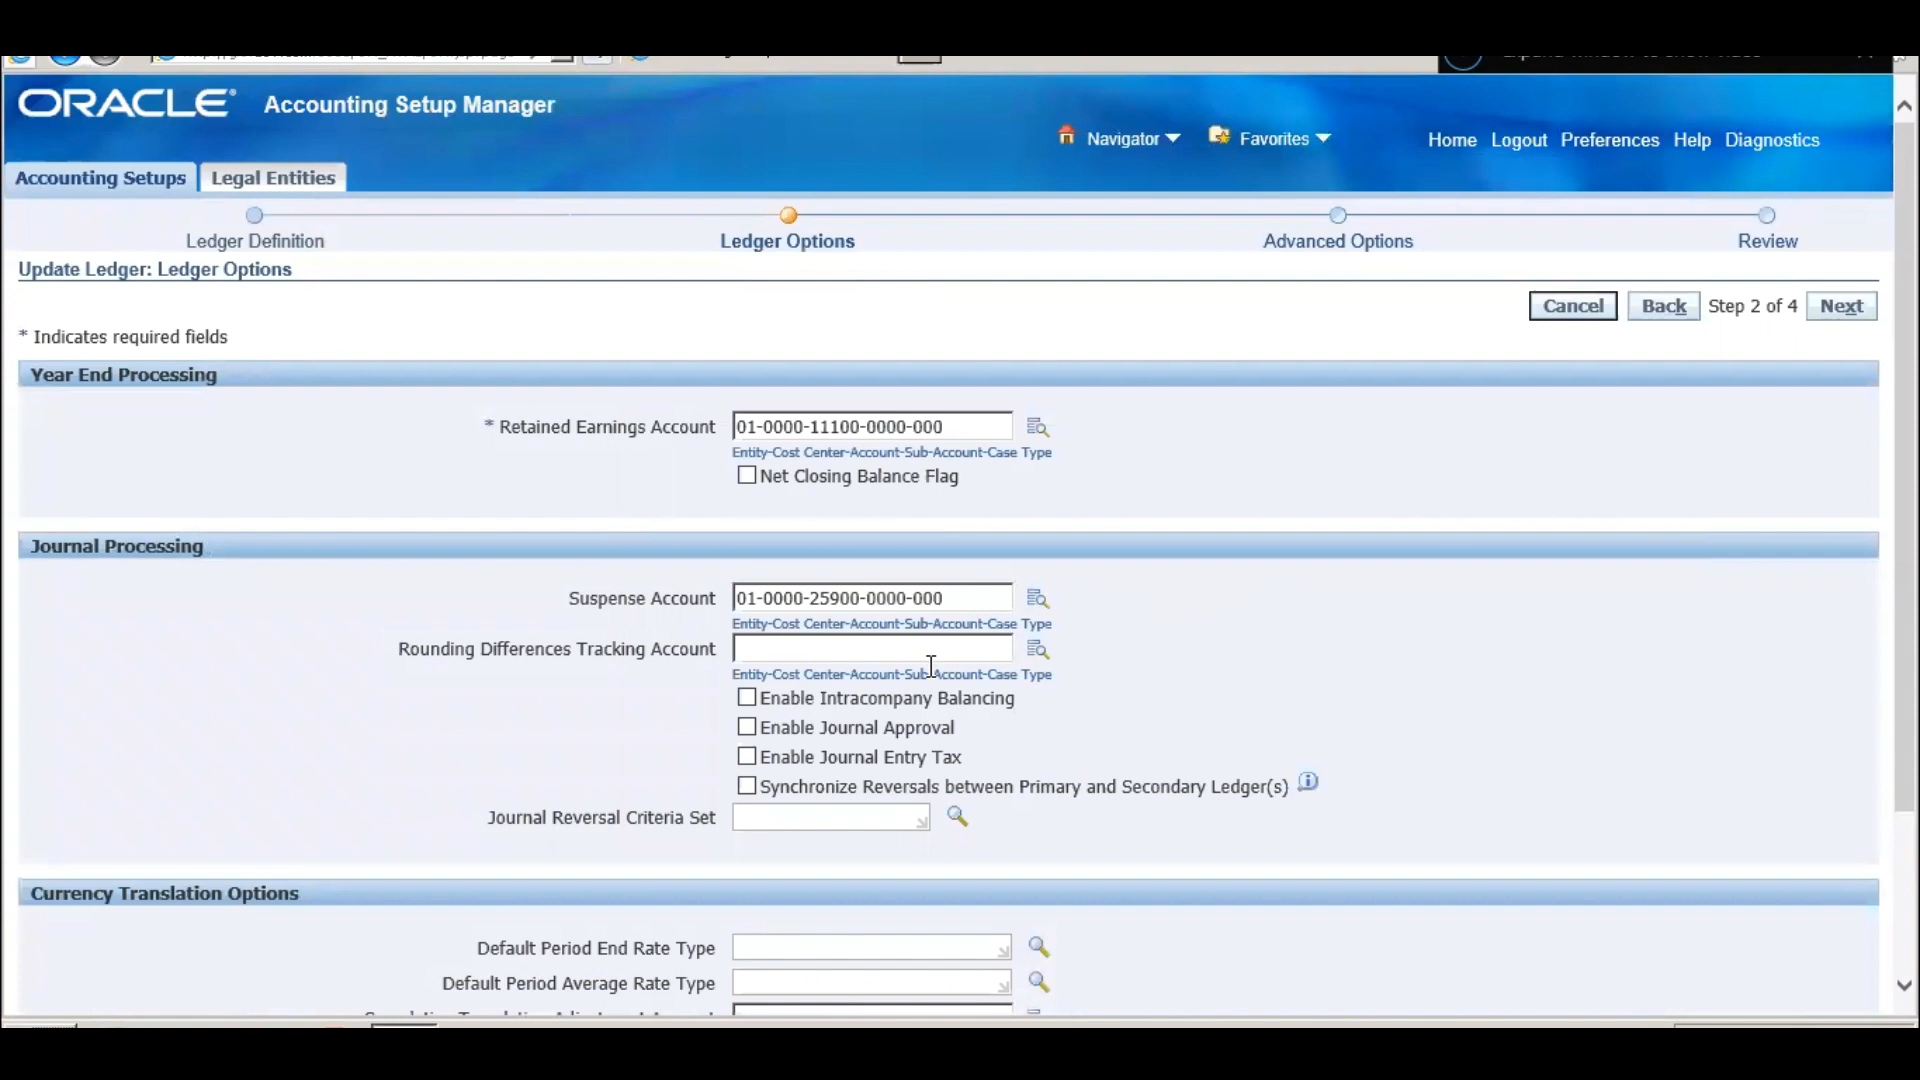 ORACLE® Accounting Setup Manager
Navigator Favorites Home Logout Preferences Help Diagnostics
Accounting Setups Legal Entities
Ledger Definition Ledger Options Advanced Options Review
Update Ledger: Ledger Options
Cancel Back Step 2 of 4 Next
* Indicates required fields
Year End Processing
* Retained Earnings Account 01-0000-11100-0000-000
Entity-Cost Center-Account-Sub-Account-Case Type
Net Closing Balance Flag
Journal Processing
Suspense Account 01-0000-25900-0000-000
Entity-Cost Center-Account-Sub-Account-Case Type
Rounding Differences Tracking Account
Entity-Cost Center-Account-Sub-Account-Case Type
Enable Intracompany Balancing
Enable Journal Approval
Enable Journal Entry Tax
Synchronize Reversals between Primary and Secondary Ledger(s)
Journal Reversal Criteria Set
Currency Translation Options
Default Period End Rate Type
Default Period Average Rate Type